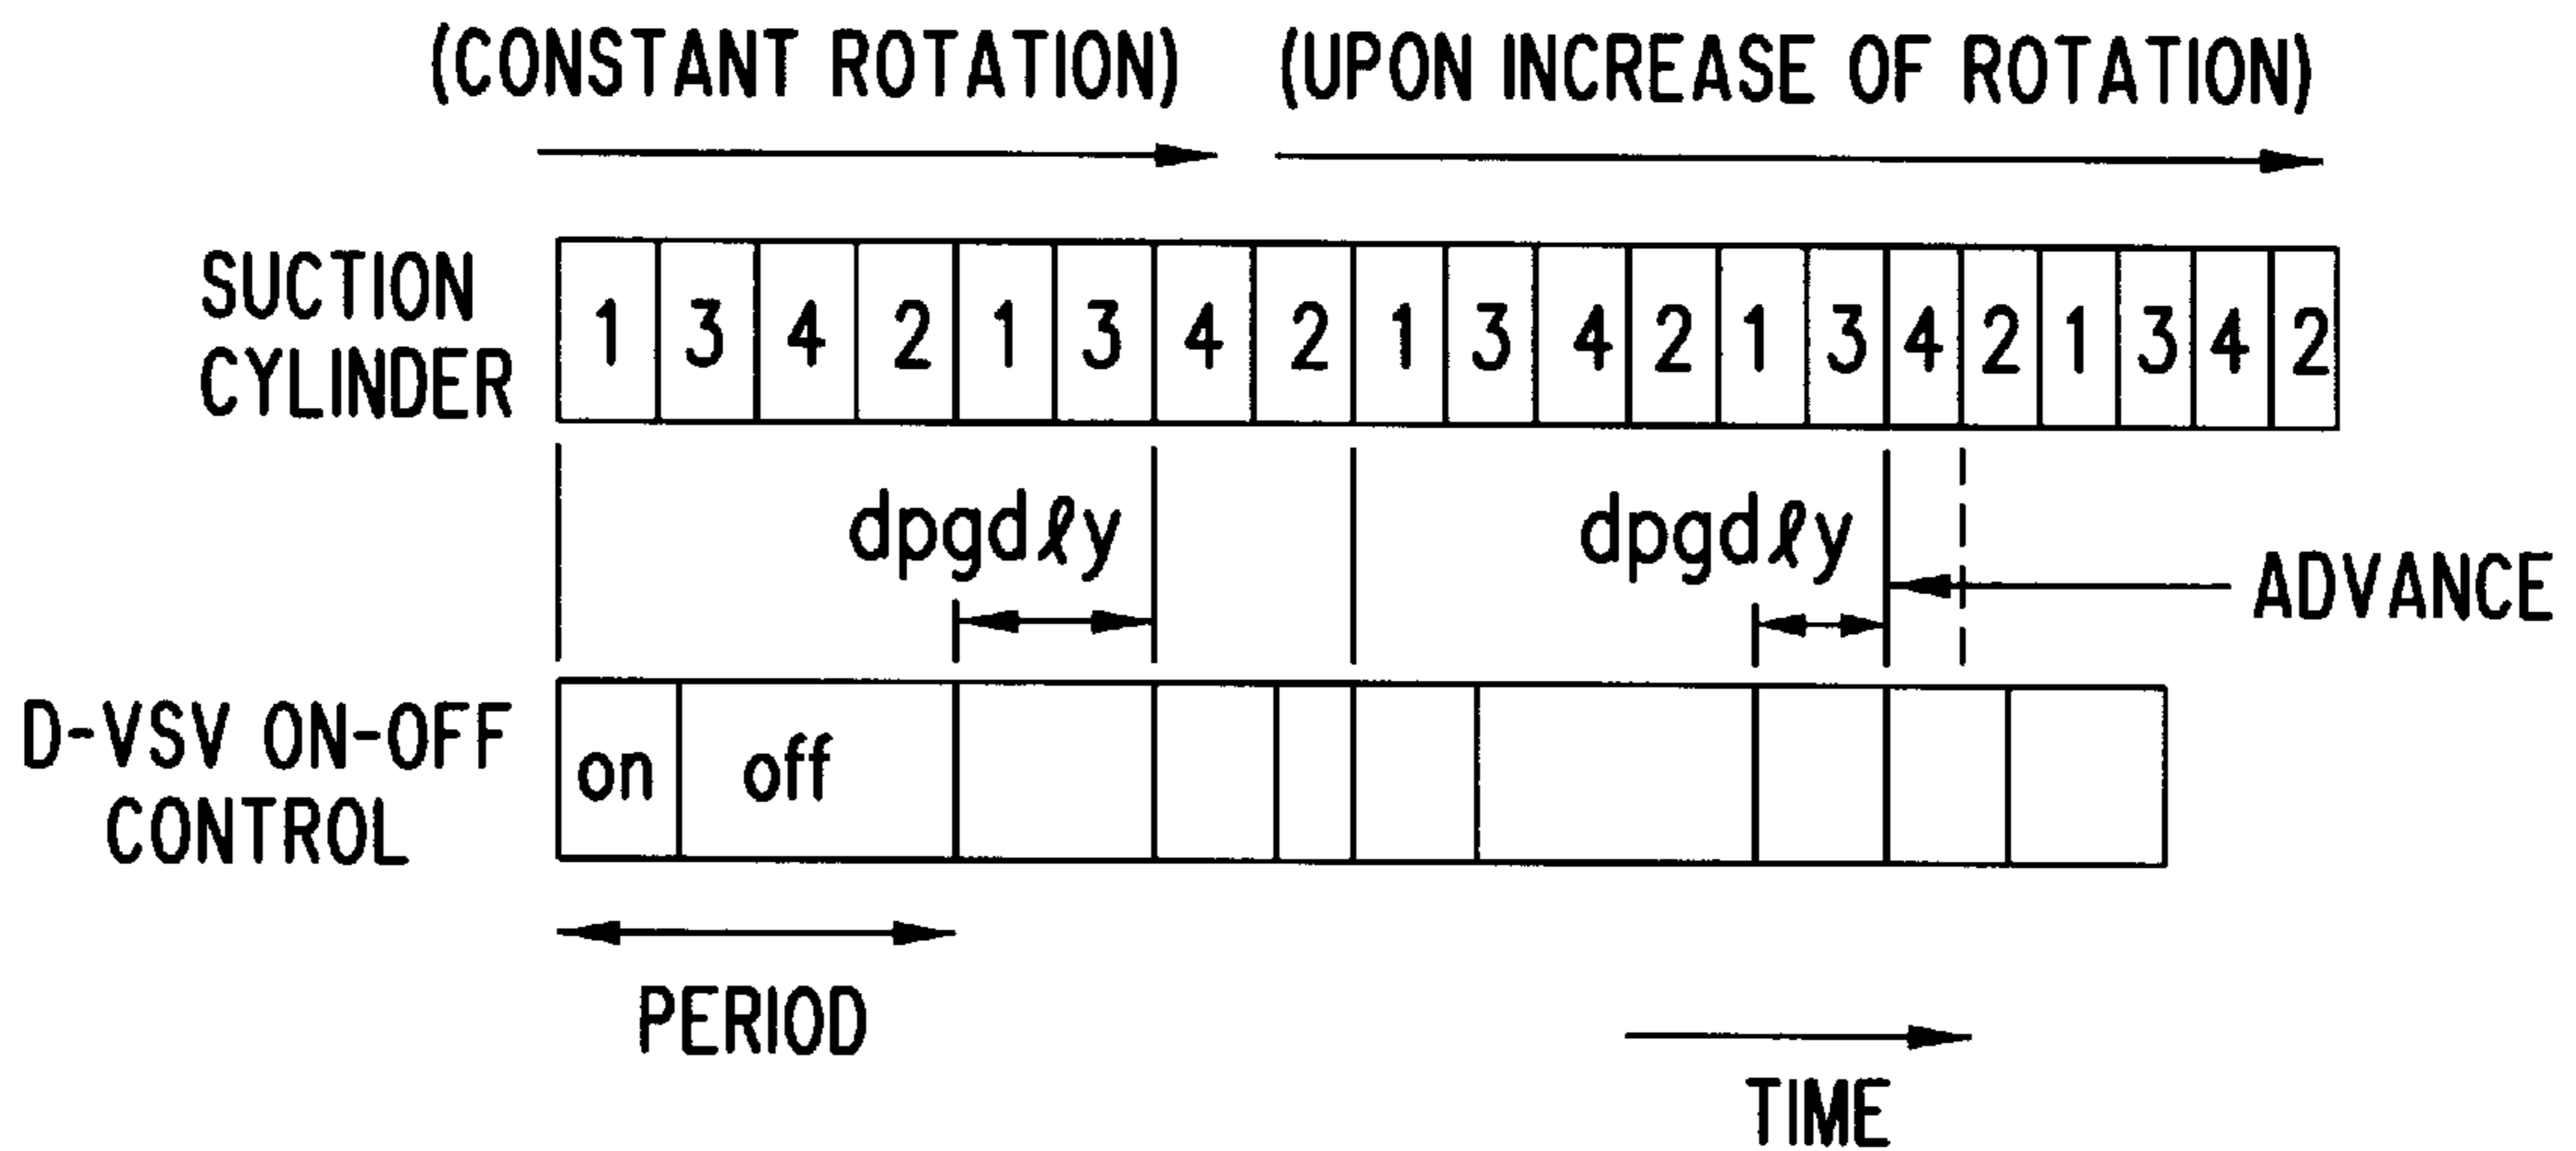 (CONSTANT ROTATION) (UPON INCREASE OF ROTATION)
SUCTION
CYLINDER
1 3 4 2 1 3 4 2 1 3 4 2 1 3 4 2 1 3 4 2
dpgdℓy dpgdℓy
ADVANCE
D-VSV ON-OFF
CONTROL
on off
PERIOD
TIME